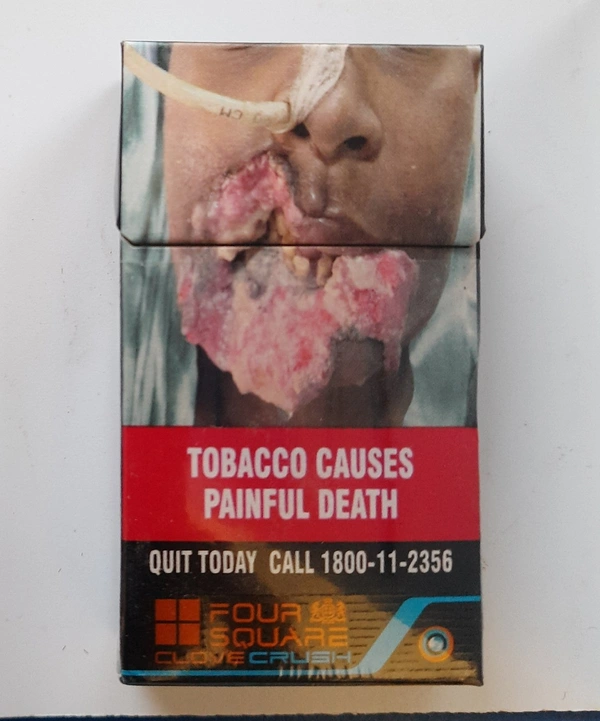 TOBACCO CAUSES
PAINFUL DEATH
QUIT TODAY CALL 1800-11-2356
FOUR
SQUARE
CLOVE CRUSH